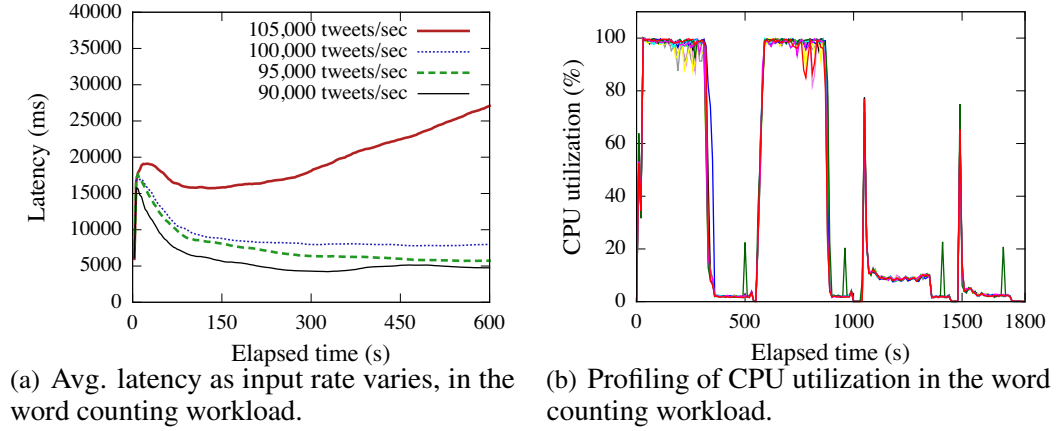 40000
35000
30000
25000
20000
15000
10000
5000
0
Latency (ms)
105,000 tweets/sec
100,000 tweets/sec
95,000 tweets/sec
90,000 tweets/sec
0 150 300 450 600
Elapsed time (s)
(a) Avg. latency as input rate varies, in the
word counting workload.
100
80
60
40
20
0
CPU utilization (%)
0 500 1000 1500 1800
Elapsed time (s)
(b) Profiling of CPU utilization in the word
counting workload.